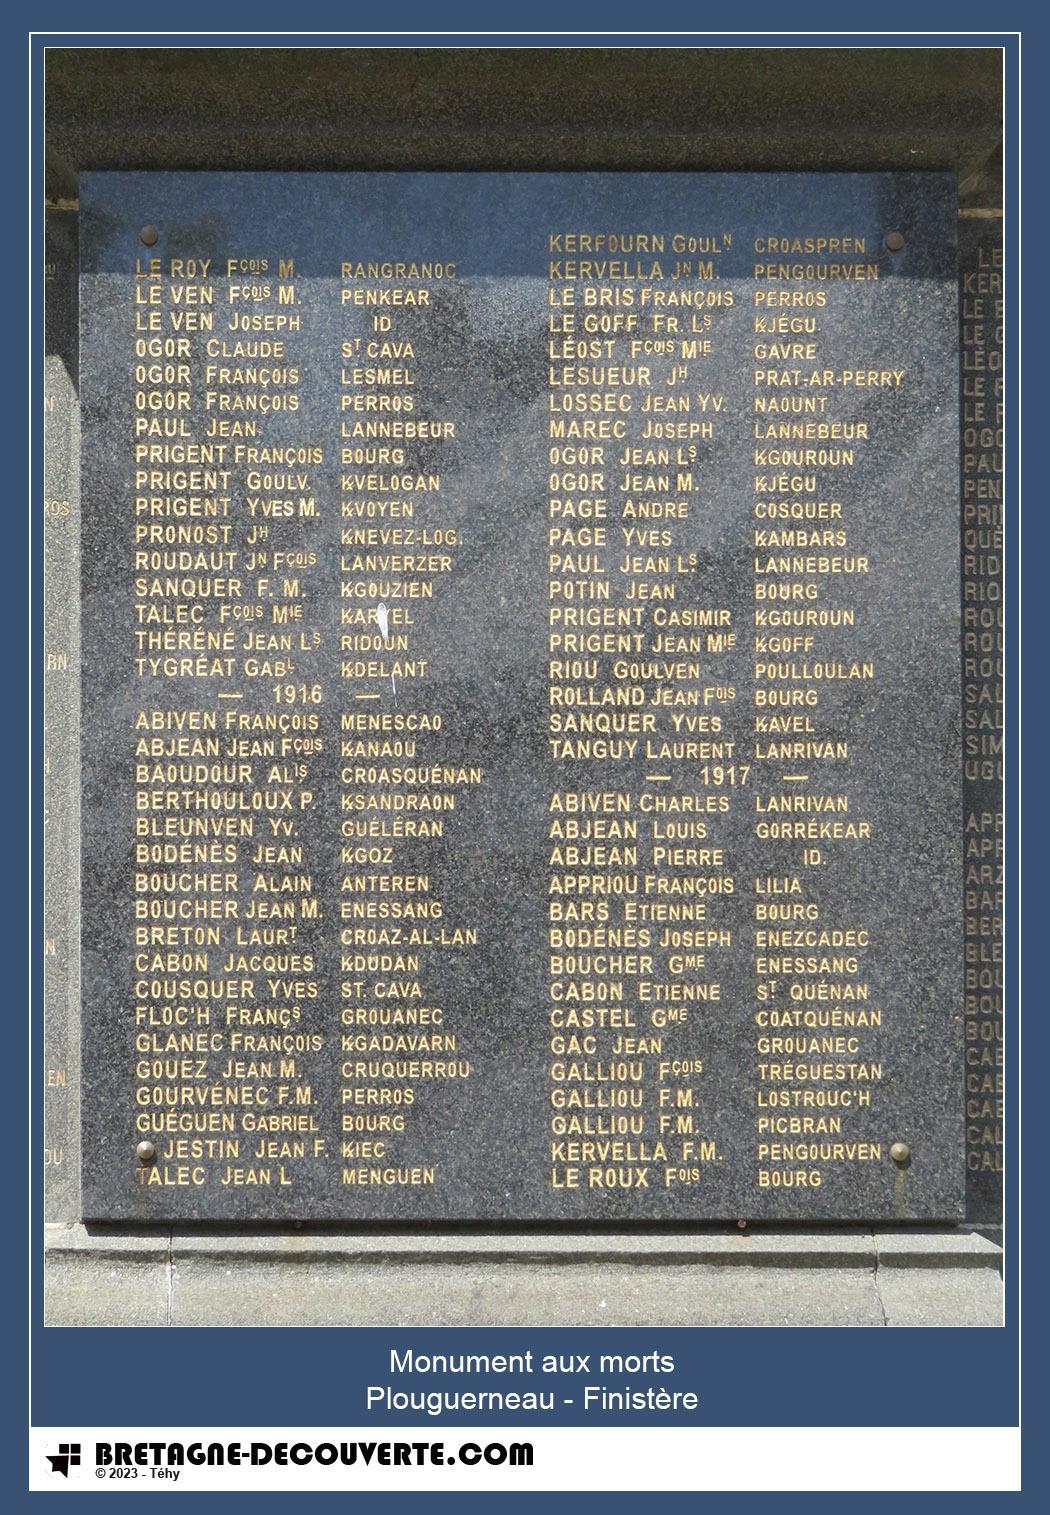 LE ROY Fçois M. RANGRANOC
LE VEN Fçois M. PENKEAR
LE VEN JOSEPH ID
OGOR CLAUDE ST CAVA
OGOR FRANÇOIS LESMEL
OGOR FRANÇOIS PERROS
PAUL JEAN LANNEBEUR
PRIGENT FRANÇOIS BOURG
PRIGENT GOULV. KVELOGAN
PRIGENT YVES M. KVOYEN
PRONOST JH KNEVEZ-LOG.
ROUDAUT JN Fçois LANVERZER
SANQUER F. M. KGOUZIEN
TALEC Fçois MIE
THÉRÉNÉ JEAN LS RIDOUN
TYGRÉAT GABL KDELANT
— 1916 —
ABIVEN FRANÇOIS MENESCAO
ABJEAN JEAN Fçois KANAOU
BAOUDOUR ALIS CROASQUÉNAN
BERTHOULOUX P. KSANDRAON
BLEUNVEN YV. GUÉLÉRAN
BODÉNÈS JEAN KGOZ
BOUCHER ALAIN ANTEREN
BOUCHER JEAN M. ENESSANG
BRETON LAURT CROAZ-AL-LAN
CABON JACQUES KDUDAN
COUSQUER YVES ST. CAVA
FLOC'H FRANÇS GROUANEC
GLANEC FRANÇOIS KGADAVARN
GOUEZ JEAN M. CRUQUERROU
GOURVÉNEC F.M. PERROS
GUÉGUEN GABRIEL BOURG
JESTIN JEAN F. KIEC
TALEC JEAN L MENGUEN
KERFOURN GOULN CROASPREN
KERVELLA JN M. PENGOURVEN
LE BRIS FRANÇOIS PERROS
LE GOFF FR. LS KJÉGU
LÉOST Fçois MIE GAVRE
LESUEUR JH PRAT-AR-PERRY
LOSSEC JEAN YV. NAOUNT
MAREC JOSEPH LANNEBEUR
OGOR JEAN LS KGOUROUN
OGOR JEAN M. KJÉGU
PAGE ANDRE COSQUER
PAGE YVES KAMBARS
PAUL JEAN LS LANNEBEUR
POTIN JEAN BOURG
PRIGENT CASIMIR KGOUROUN
PRIGENT JEAN MIE KGOFF
RIOU GOULVEN POULLOULAN
ROLLAND JEAN FOIS BOURG
SANQUER YVES KAVEL
TANGUY LAURENT LANRIVAN
— 1917 —
ABIVEN CHARLES LANRIVAN
ABJEAN LOUIS GORRÉKEAR
ABJEAN PIERRE ID.
APPRIOU FRANÇOIS LILIA
BARS ETIENNE BOURG
BODÉNÈS JOSEPH ENEZCADEC
BOUCHER GME ENESSANG
CABON ETIENNE ST QUÉNAN
CASTEL GME COATQUÉNAN
GAC JEAN GROUANEC
GALLIOU Fçois TRÉGUESTAN
GALLIOU F.M. LOSTROUC'H
GALLIOU F.M. PICBRAN
KERVELLA F.M. PENGOURVEN
LE ROUX FOIS BOURG
Monument aux morts
Plouguerneau - Finistère
BRETAGNE-DECOUVERTE.COM
© 2023 - Téhy